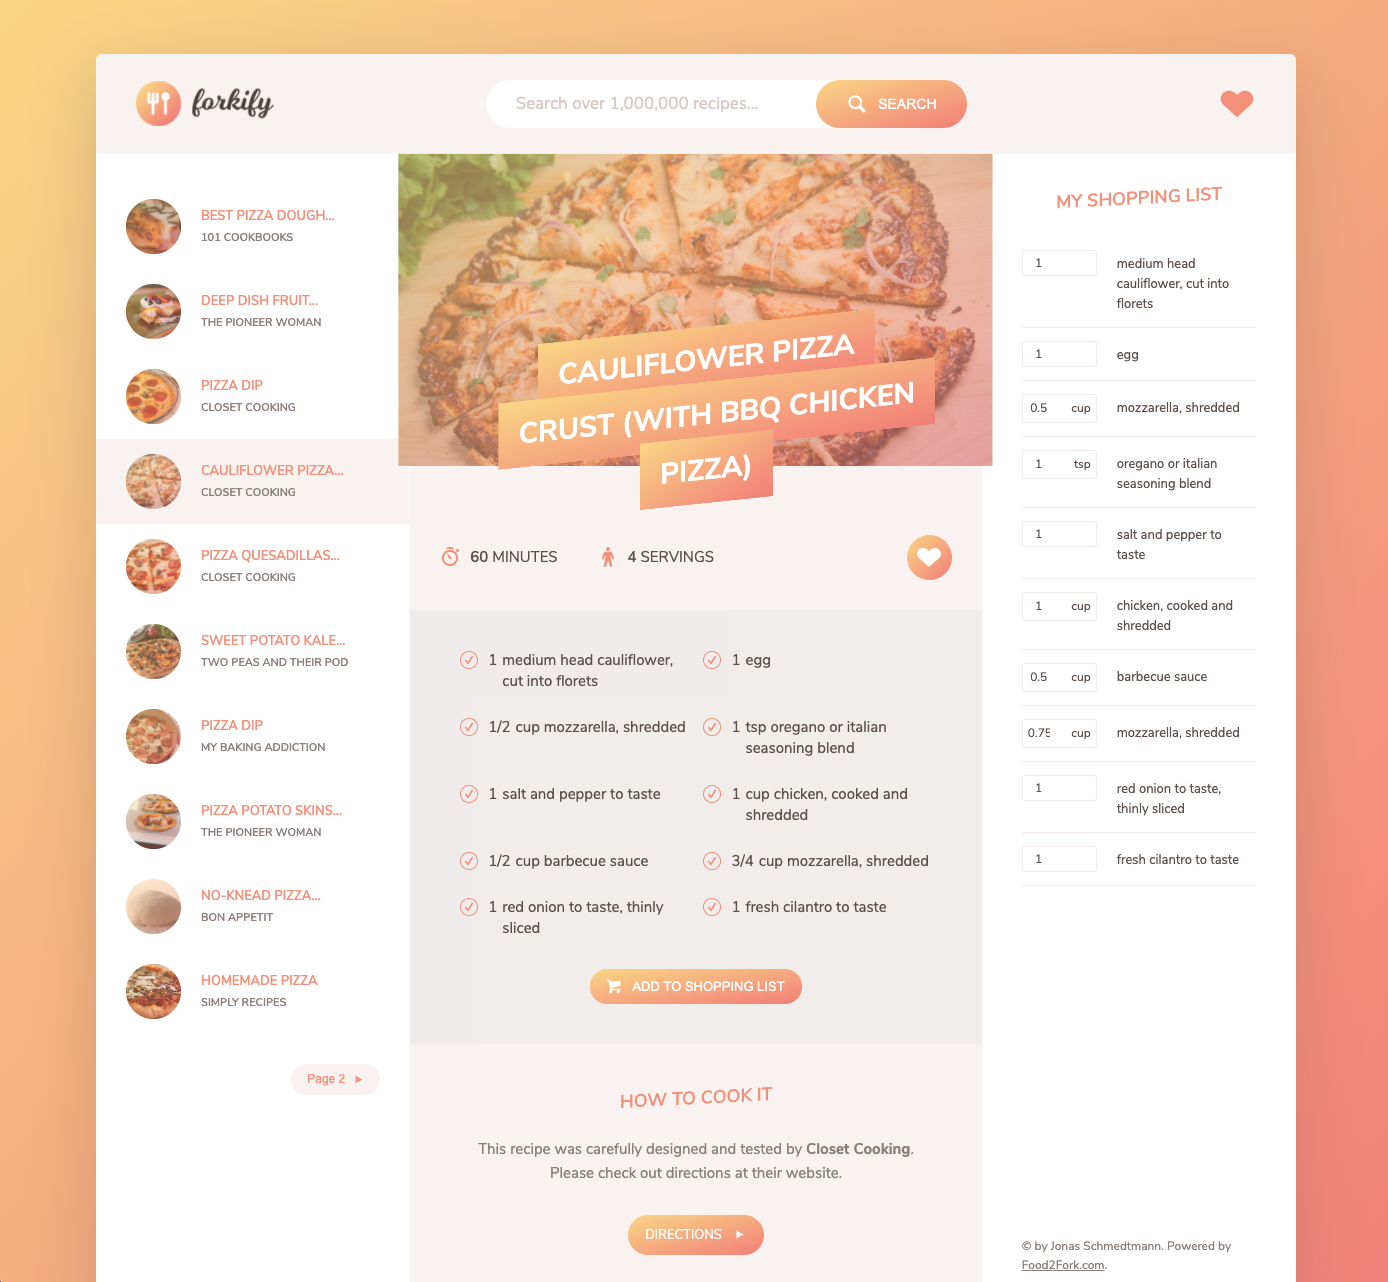 forkify
Search over 1,000,000 recipes...
SEARCH
BEST PIZZA DOUGH...
101 COOKBOOKS
DEEP DISH FRUIT...
THE PIONEER WOMAN
PIZZA DIP
CLOSET COOKING
CAULIFLOWER PIZZA...
CLOSET COOKING
PIZZA QUESADILLAS...
CLOSET COOKING
SWEET POTATO KALE...
TWO PEAS AND THEIR POD
PIZZA DIP
MY BAKING ADDICTION
PIZZA POTATO SKINS...
THE PIONEER WOMAN
NO-KNEAD PIZZA...
BON APPETIT
HOMEMADE PIZZA
SIMPLY RECIPES
Page 2
CAULIFLOWER PIZZA
CRUST (WITH BBQ CHICKEN
PIZZA)
60 MINUTES
4 SERVINGS
1 medium head cauliflower,
cut into florets
1 egg
1/2 cup mozzarella, shredded
1 tsp oregano or italian
seasoning blend
1 salt and pepper to taste
1 cup chicken, cooked and
shredded
1/2 cup barbecue sauce
3/4 cup mozzarella, shredded
1 red onion to taste, thinly
sliced
1 fresh cilantro to taste
ADD TO SHOPPING LIST
HOW TO COOK IT
This recipe was carefully designed and tested by Closet Cooking.
Please check out directions at their website.
DIRECTIONS
MY SHOPPING LIST
1 medium head
cauliflower, cut into
florets
1 egg
0.5 cup mozzarella, shredded
1 tsp oregano or italian
seasoning blend
1 salt and pepper to
taste
1 cup chicken, cooked and
shredded
0.5 cup barbecue sauce
0.75 cup mozzarella, shredded
1 red onion to taste,
thinly sliced
1 fresh cilantro to taste
© by Jonas Schmedtmann. Powered by
Food2Fork.com.